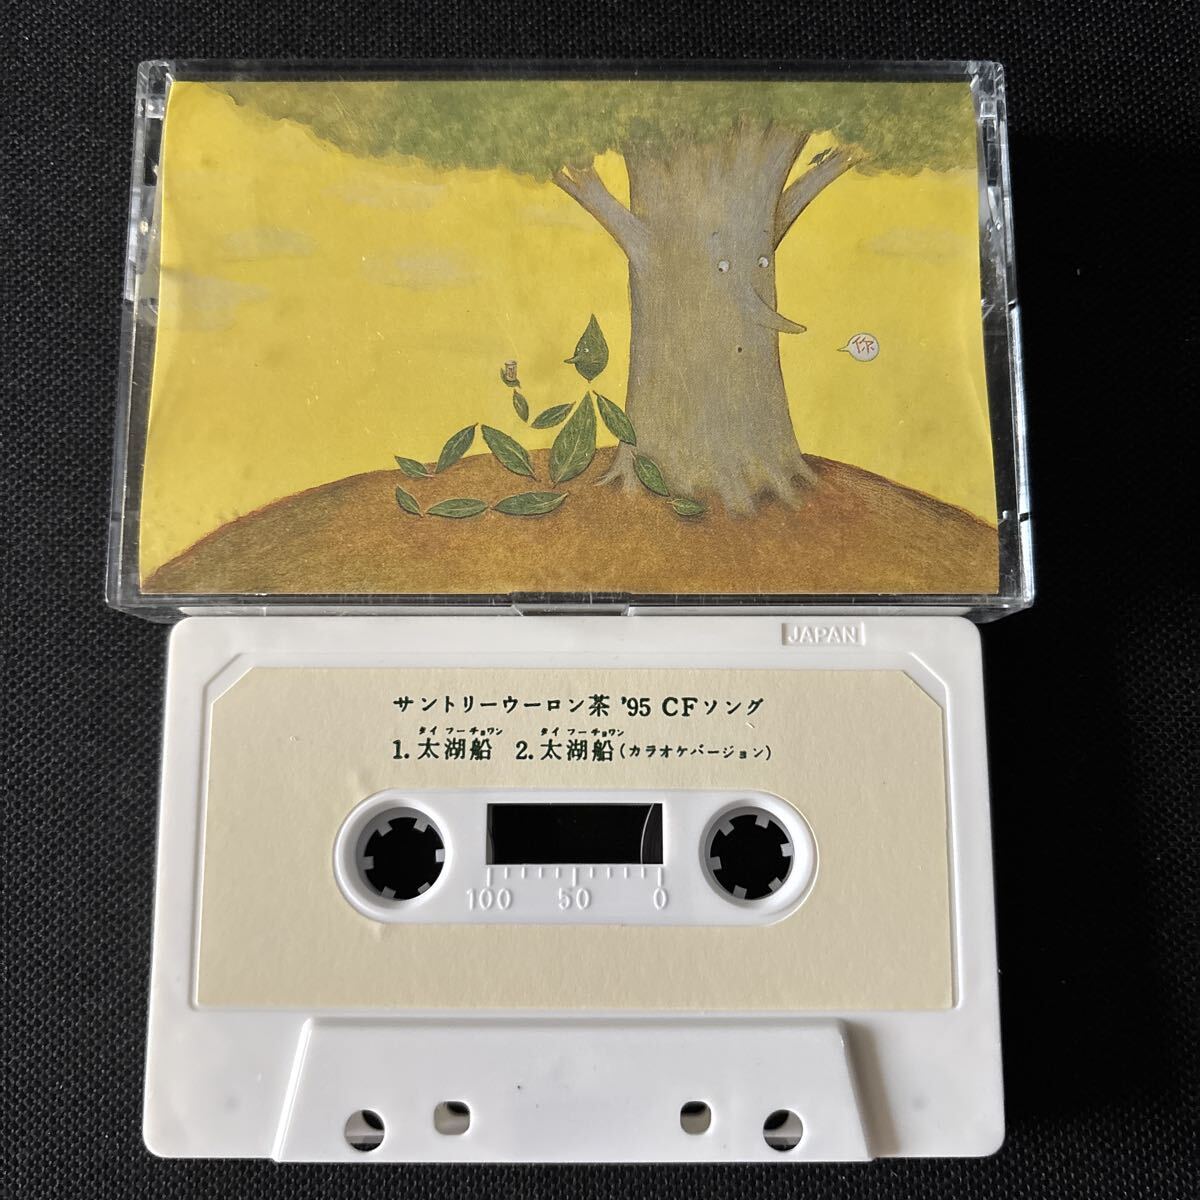 你
JAPAN
サントリーウーロン茶 '95 CFソング
タイ フーチョワン タイ フーチョワン
1. 太湖船 2. 太湖船(カラオケバージョン)
100 50 0